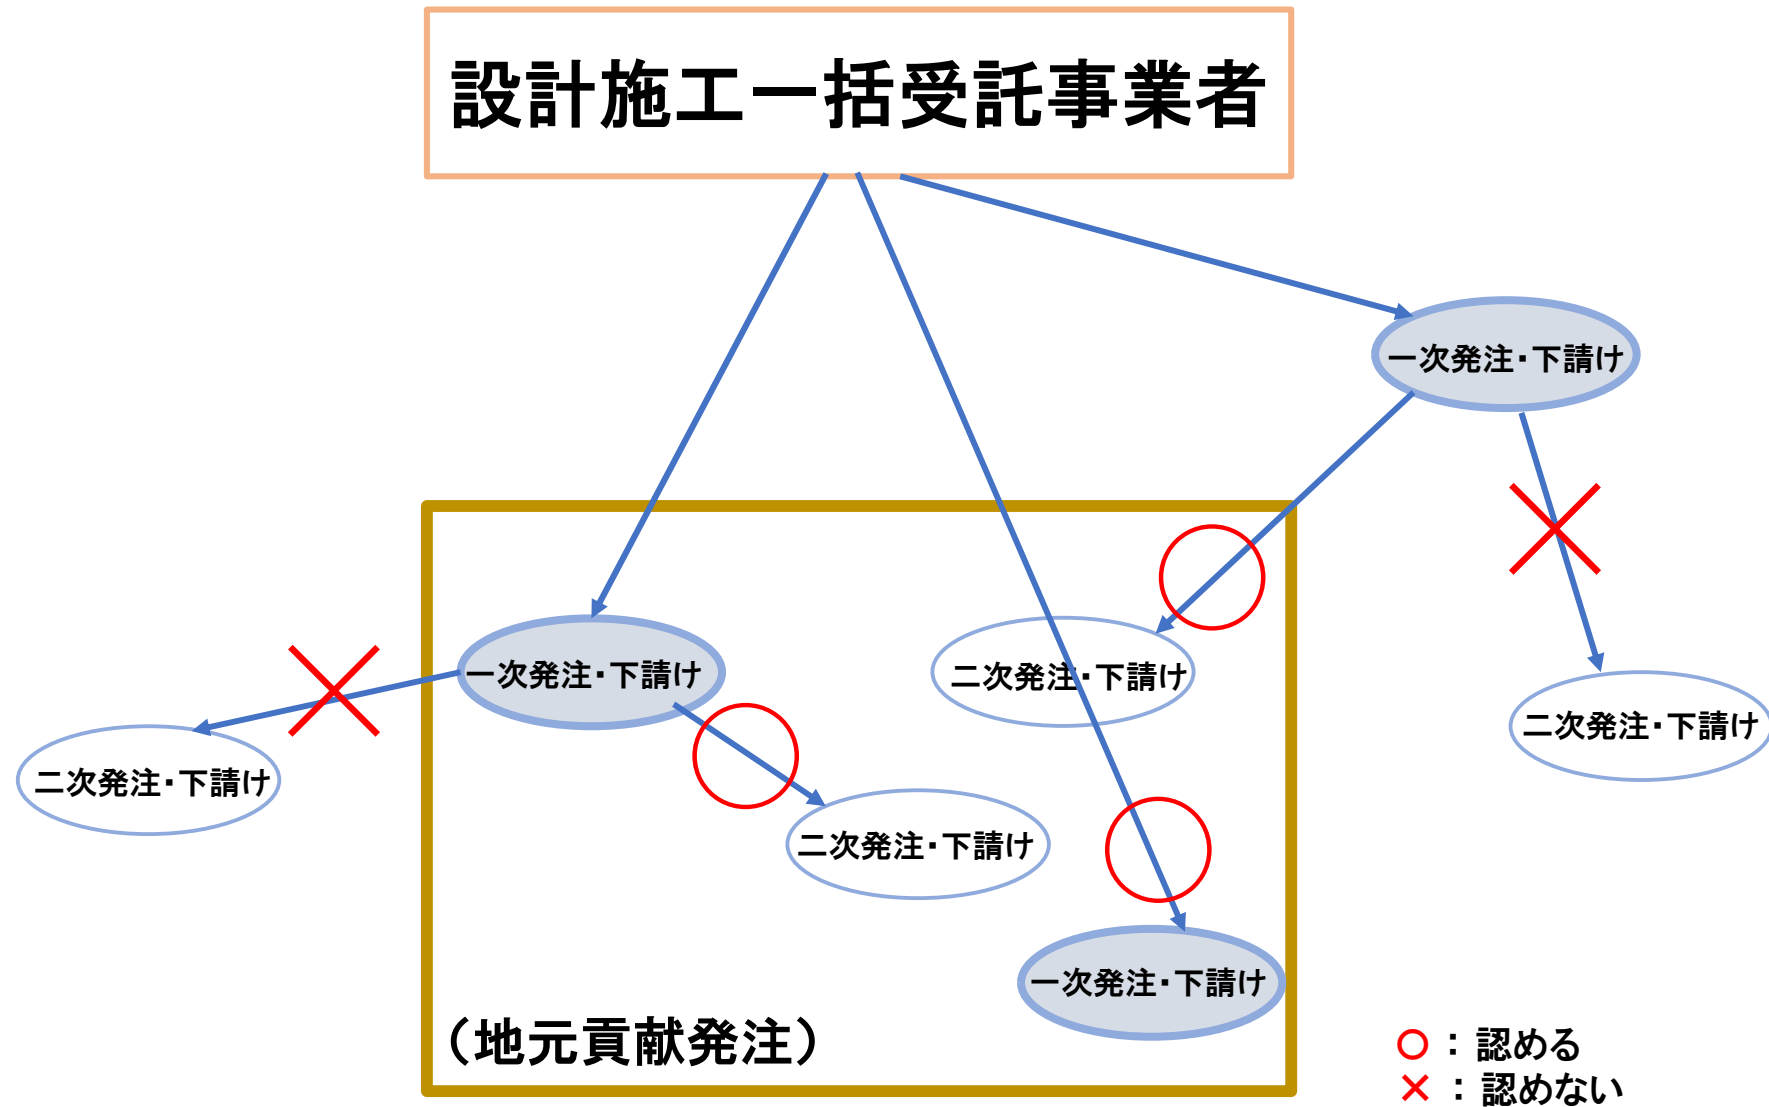 設計施工一括受託事業者
一次発注・下請け
一次発注・下請け
二次発注・下請け
二次発注・下請け
二次発注・下請け
二次発注・下請け
一次発注・下請け
（地元貢献発注）
○：認める
×：認めない